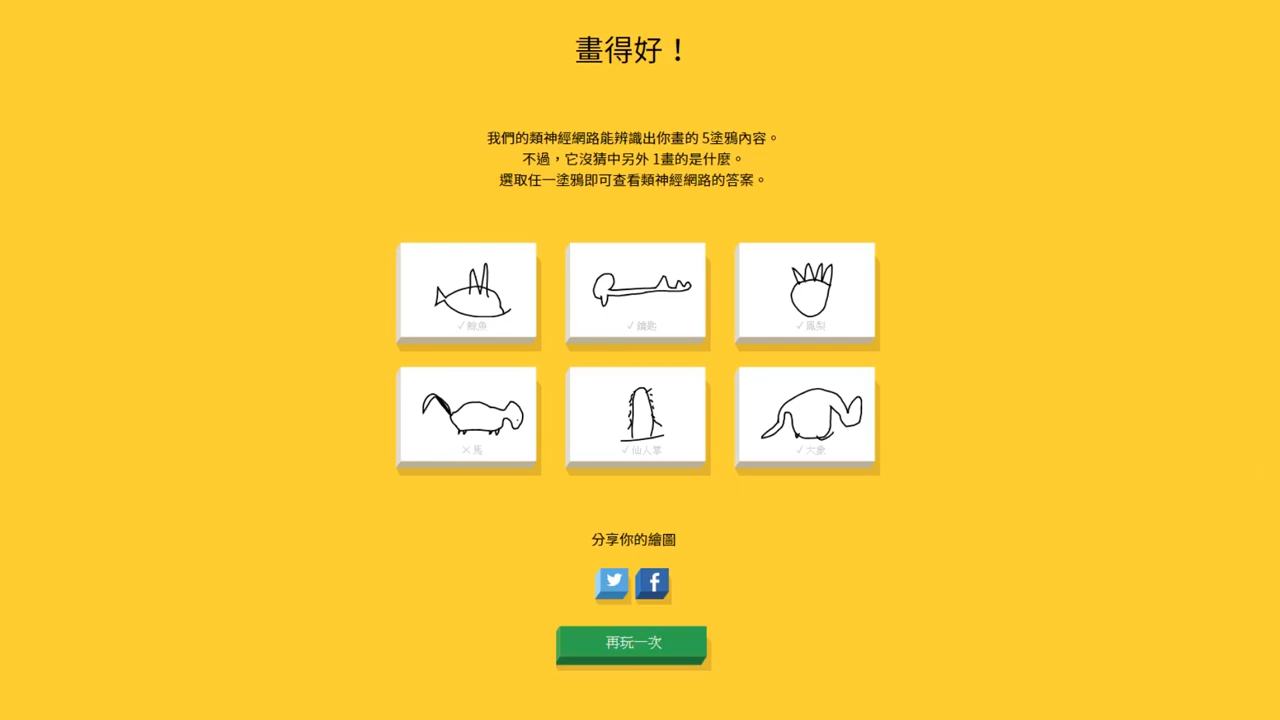 畫得好！
我們的類神經網路能辨識出你畫的 5塗鴉內容。
不過，它沒猜中另外 1畫的是什麼。
選取任一塗鴉即可查看類神經網路的答案。
✓鯨魚
✓鑰匙
✓鳳梨
✕馬
✓仙人掌
✓大象
分享你的繪圖
再玩一次